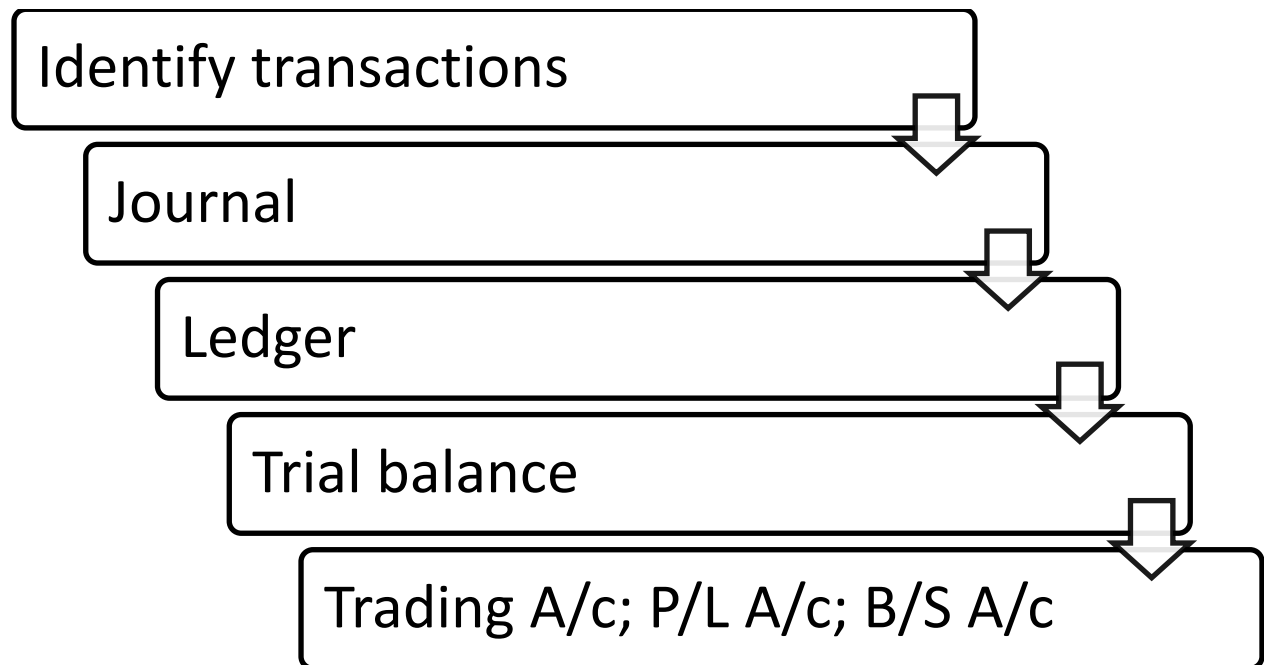 Identify transactions
Journal
Ledger
Trial balance
Trading A/c; P/L A/c; B/S A/c